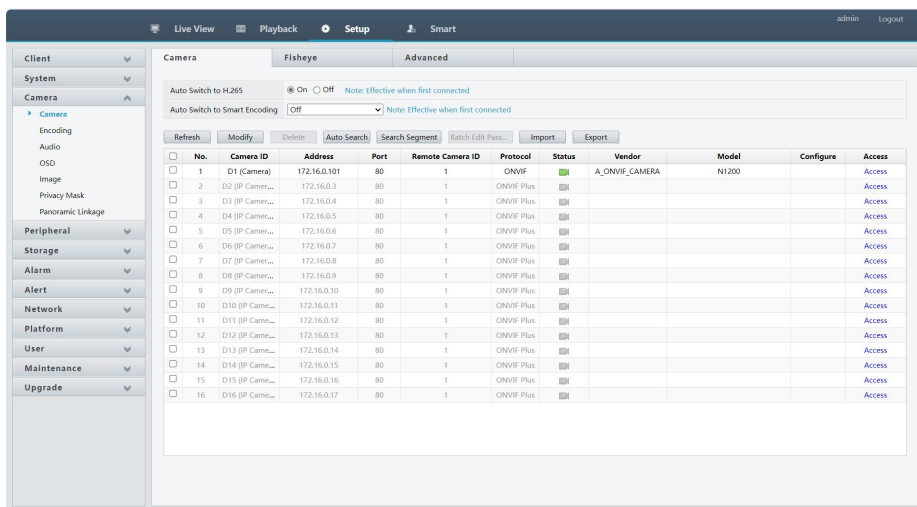 admin Logout
Live View Playback Setup Smart
Client
System
Camera
Camera
Encoding
Audio
OSD
Image
Privacy Mask
Panoramic Linkage
Peripheral
Storage
Alarm
Alert
Network
Platform
User
Maintenance
Upgrade
Camera Fisheye Advanced
Auto Switch to H.265 On Off Note: Effective when first connected
Auto Switch to Smart Encoding Off Note: Effective when first connected
Refresh Modify Delete Auto Search Search Segment Batch Edit Pass... Import Export
No. Camera ID Address Port Remote Camera ID Protocol Status Vendor Model Configure Access
1 D1 (Camera) 172.16.0.101 80 1 ONVIF A_ONVIF_CAMERA N1200 Access
2 D2 (IP Camer... 172.16.0.3 80 1 ONVIF Plus Access
3 D3 (IP Camer... 172.16.0.4 80 1 ONVIF Plus Access
4 D4 (IP Camer... 172.16.0.5 80 1 ONVIF Plus Access
5 D5 (IP Camer... 172.16.0.6 80 1 ONVIF Plus Access
6 D6 (IP Camer... 172.16.0.7 80 1 ONVIF Plus Access
7 D7 (IP Camer... 172.16.0.8 80 1 ONVIF Plus Access
8 D8 (IP Camer... 172.16.0.9 80 1 ONVIF Plus Access
9 D9 (IP Camer... 172.16.0.10 80 1 ONVIF Plus Access
10 D10 (IP Came... 172.16.0.11 80 1 ONVIF Plus Access
11 D11 (IP Came... 172.16.0.12 80 1 ONVIF Plus Access
12 D12 (IP Came... 172.16.0.13 80 1 ONVIF Plus Access
13 D13 (IP Came... 172.16.0.14 80 1 ONVIF Plus Access
14 D14 (IP Came... 172.16.0.15 80 1 ONVIF Plus Access
15 D15 (IP Came... 172.16.0.16 80 1 ONVIF Plus Access
16 D16 (IP Came... 172.16.0.17 80 1 ONVIF Plus Access